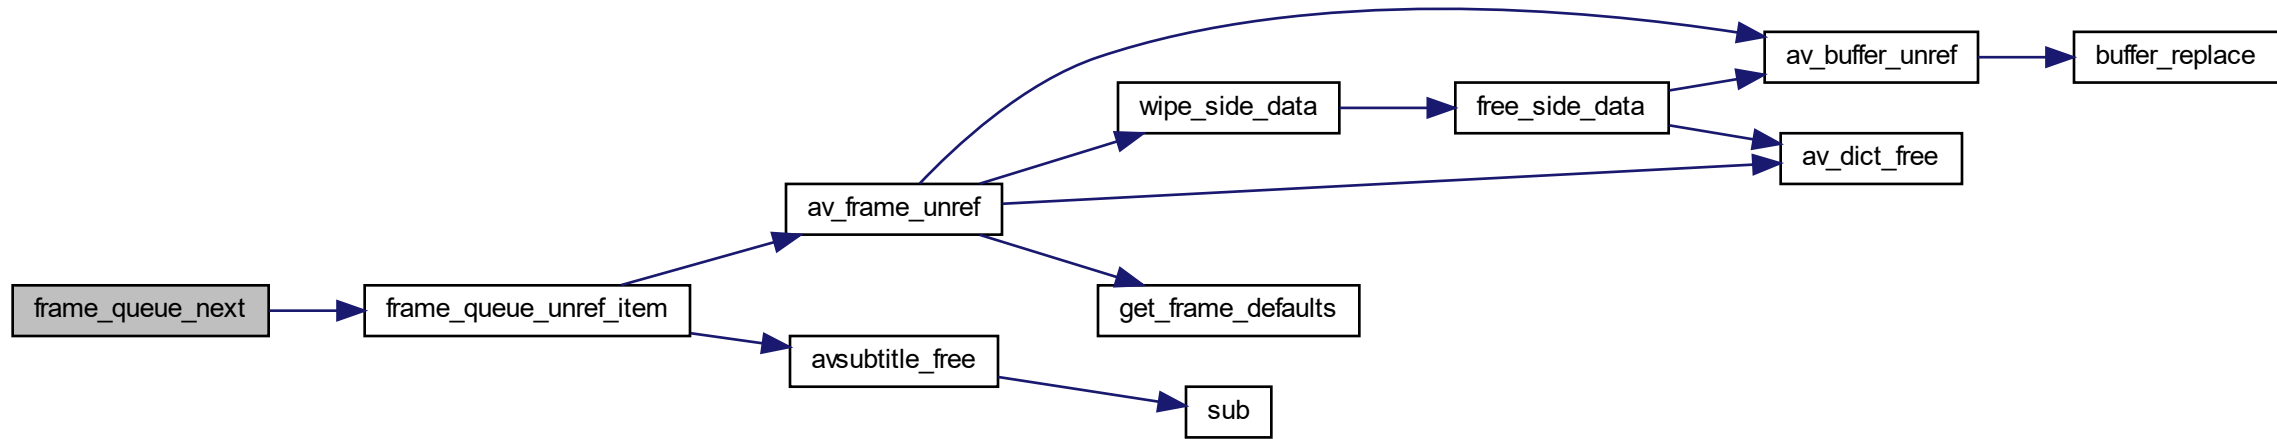 frame_queue_next
frame_queue_unref_item
av_frame_unref
avsubtitle_free
wipe_side_data
get_frame_defaults
sub
free_side_data
av_buffer_unref
av_dict_free
buffer_replace